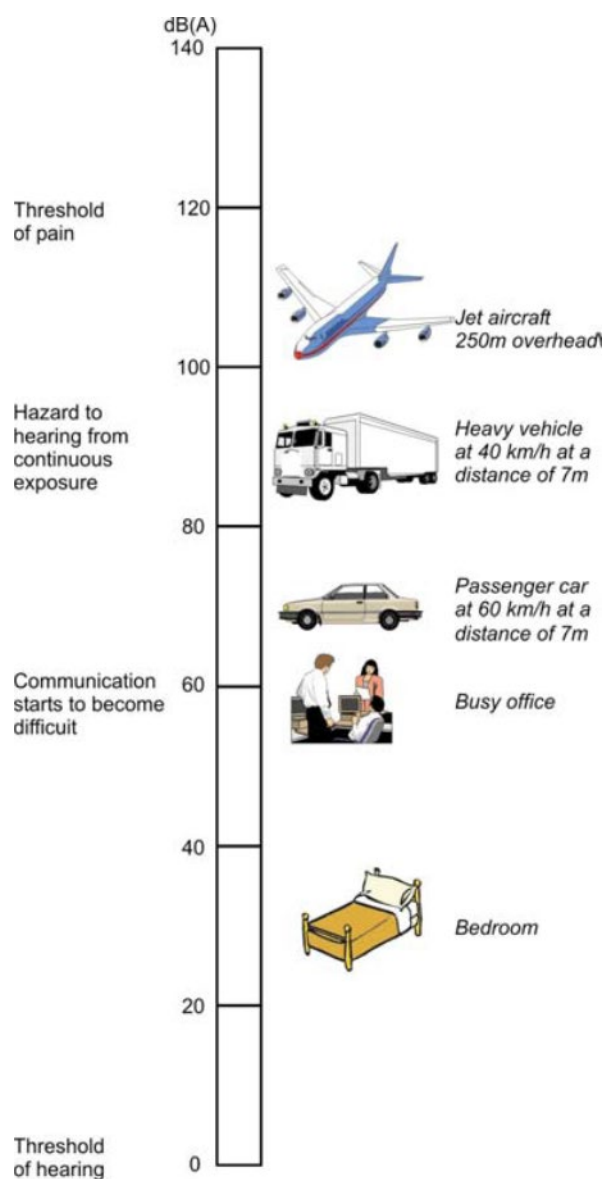 dB(A)
140
Threshold
of pain
120
Jet aircraft
250m overhead
100
Hazard to
hearing from
continuous
exposure
Heavy vehicle
at 40 km/h at a
distance of 7m
80
Passenger car
at 60 km/h at a
distance of 7m
Communication
starts to become
difficuit
60
Busy office
40
Bedroom
20
Threshold
of hearing
0